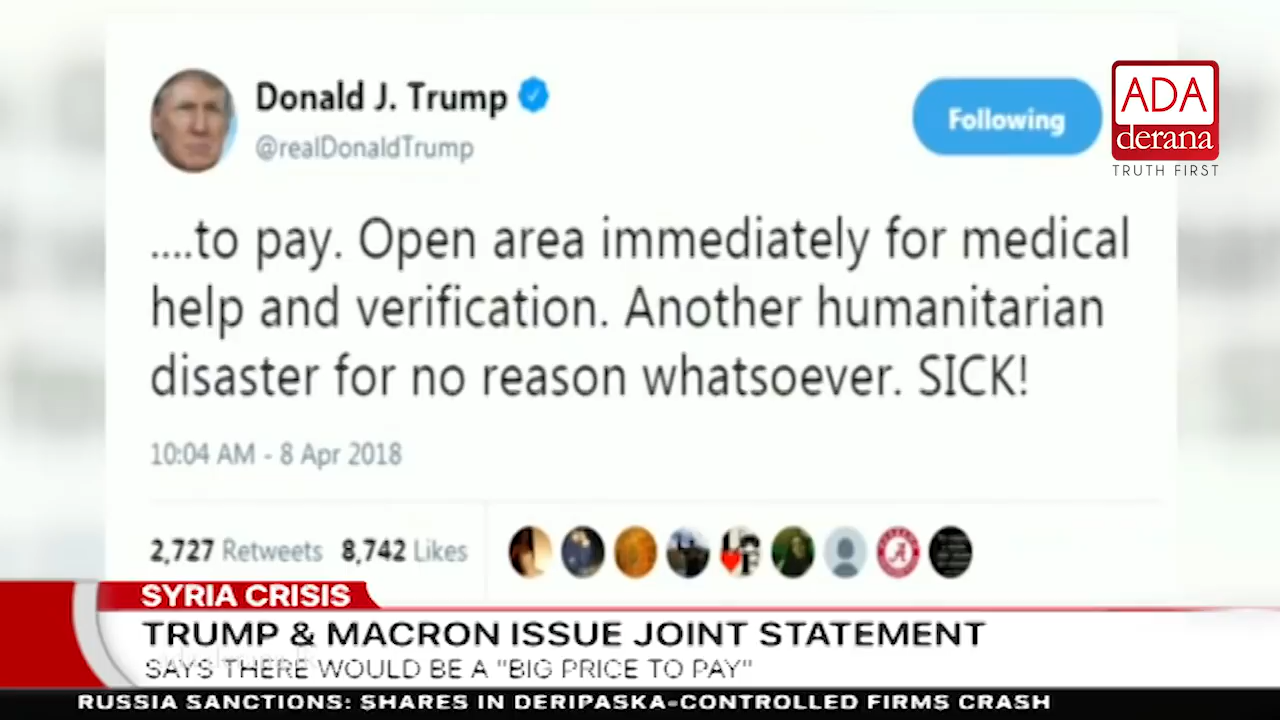 Donald J. Trump
@realDonaldTrump
Following
ADA
derana
TRUTH FIRST
....to pay. Open area immediately for medical
help and verification. Another humanitarian
disaster for no reason whatsoever. SICK!
10:04 AM - 8 Apr 2018
2,727 Retweets 8,742 Likes
SYRIA CRISIS
TRUMP & MACRON ISSUE JOINT STATEMENT
SAYS THERE WOULD BE A "BIG PRICE TO PAY"
RUSSIA SANCTIONS: SHARES IN DERIPASKA-CONTROLLED FIRMS CRASH